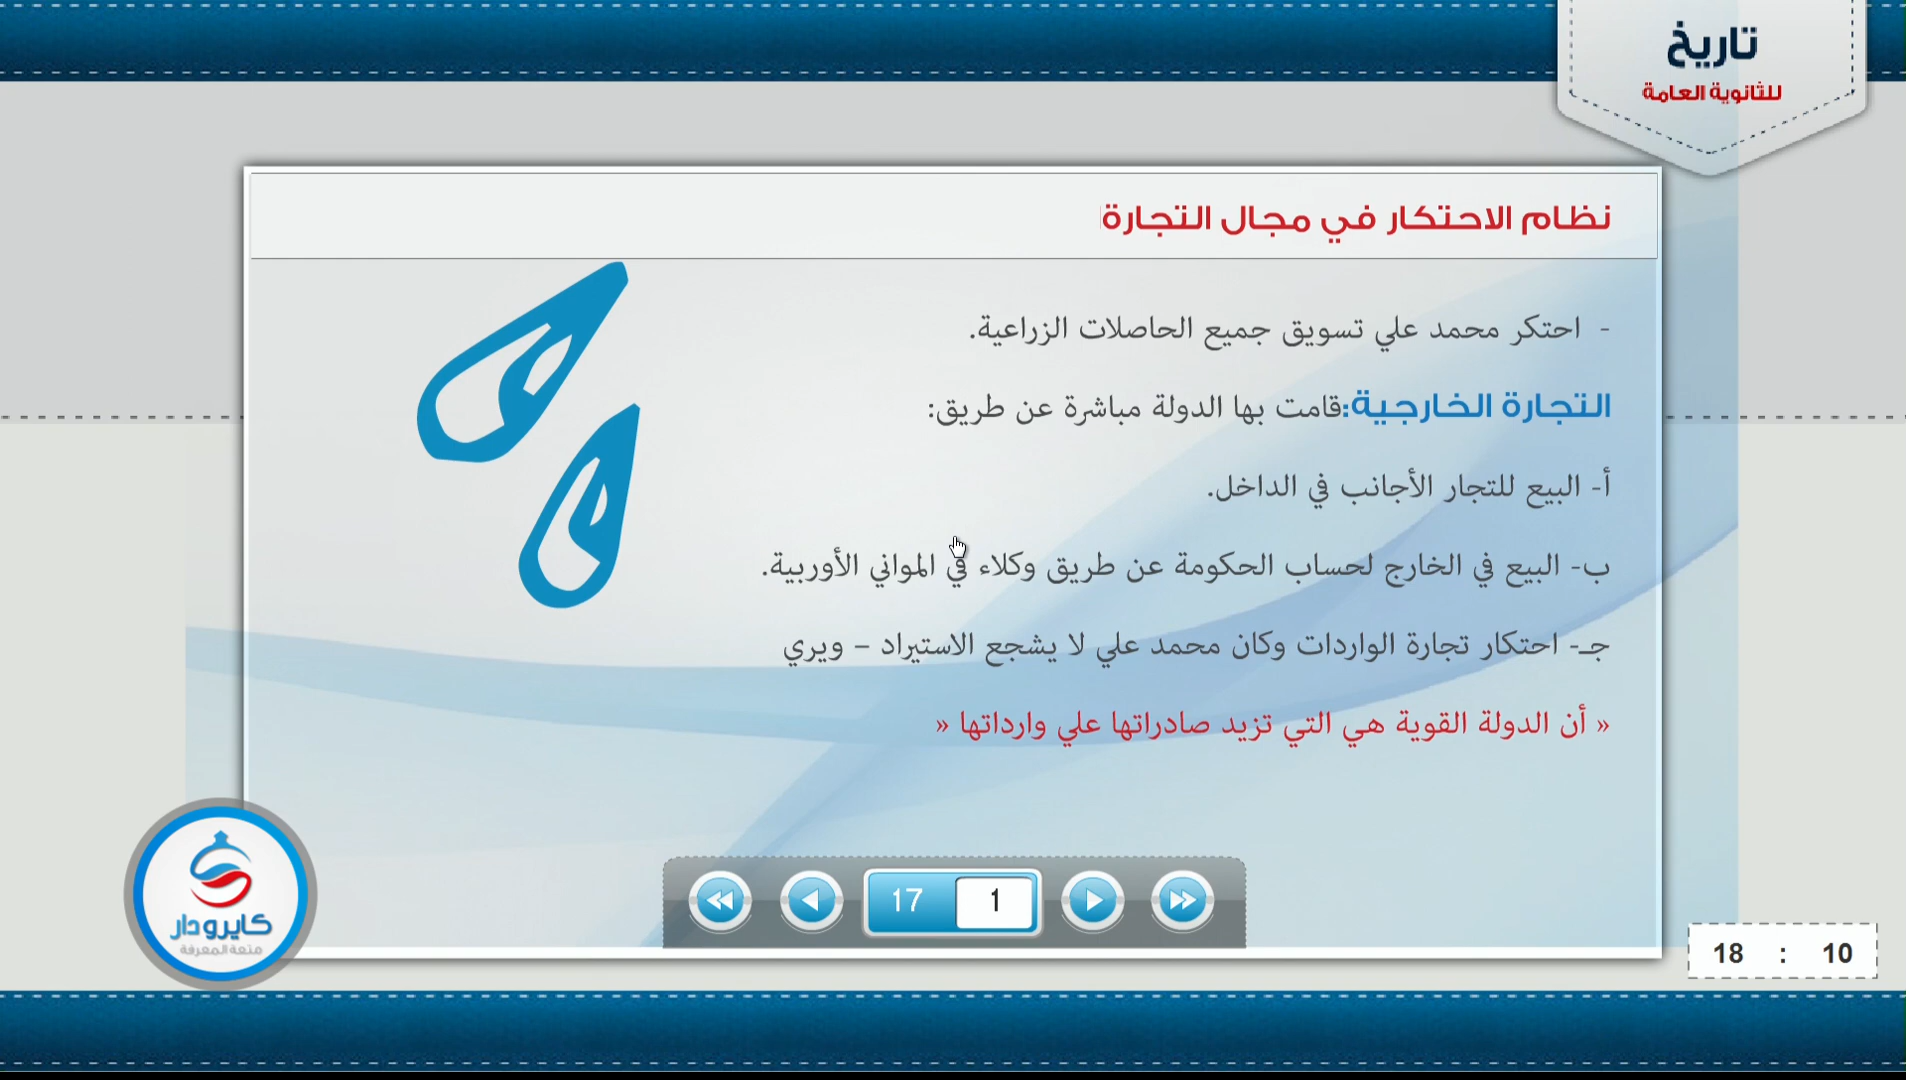 تاريخ
للثانوية العامة
نظام الاحتكار في مجال التجارة
- احتكر محمد علي تسويق جميع الحاصلات الزراعية.
التجارة الخارجية:قامت بها الدولة مباشرة عن طريق:
أ- البيع للتجار الأجانب في الداخل.
ب- البيع في الخارج لحساب الحكومة عن طريق وكلاء في المواني الأوربية.
جـ- احتكار تجارة الواردات وكان محمد علي لا يشجع الاستيراد – ويري
« أن الدولة القوية هي التي تزيد صادراتها علي وارداتها «
17 1
كايرودار
متعة المعرفة
18 : 10